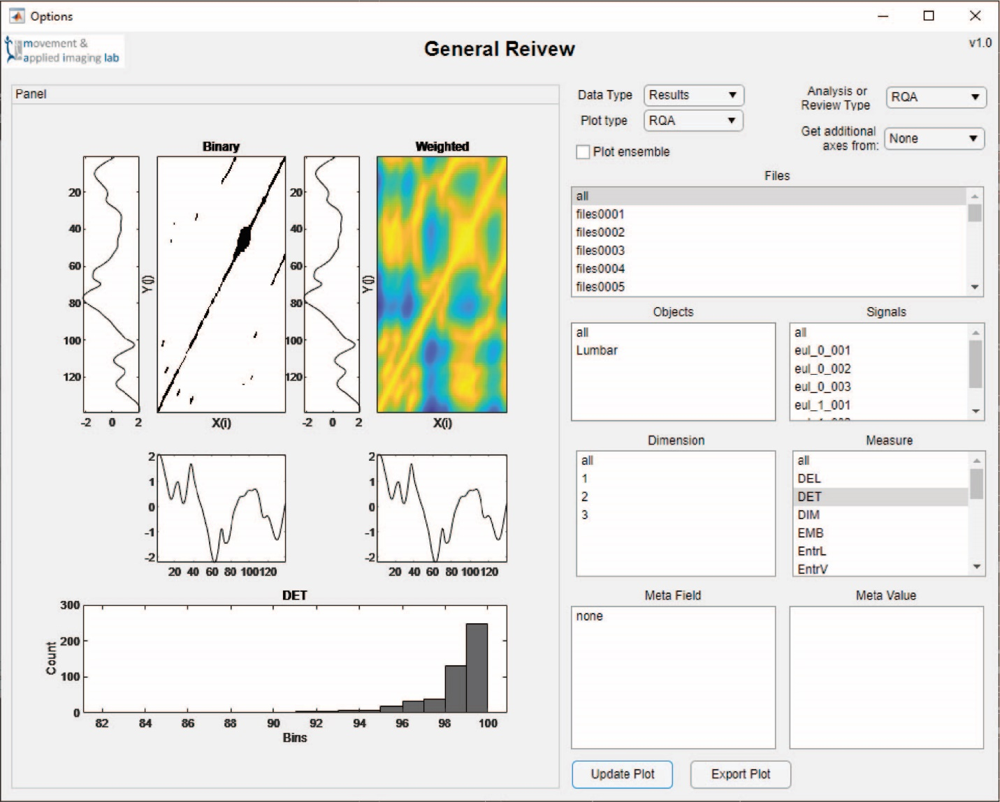 Options
movement &
applied imaging lab
General Reivew
v1.0
Panel
Data Type Results
Analysis or
Review Type RQA
Plot type RQA
Get additional
axes from: None
Plot ensemble
Files
all
files0001
files0002
files0003
files0004
files0005
Objects
all
Lumbar
Signals
all
eul_0_001
eul_0_002
eul_0_003
eul_1_001
Dimension
all
1
2
3
Measure
all
DEL
DET
DIM
EMB
EntrL
EntrV
Meta Field
none
Meta Value
Update Plot
Export Plot
Binary
20
40
60
80
100
120
-2 0 2
Y(j)
X(i)
Weighted
20
40
60
80
100
120
-2 0 2
Y(j)
X(i)
2
1
0
-1
-2
20 40 60 80 100 120
2
1
0
-1
-2
20 40 60 80 100 120
DET
300
200
100
0
Count
82 84 86 88 90 92 94 96 98 100
Bins